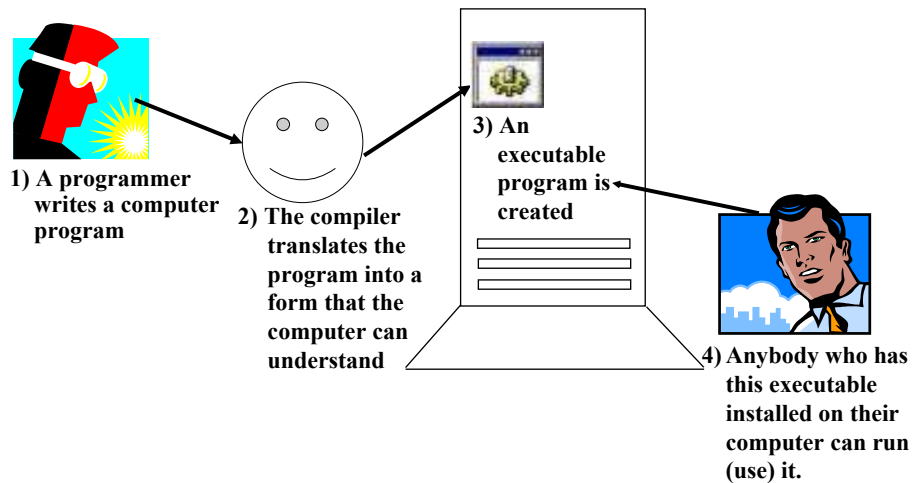 1) A programmer
writes a computer
program
2) The compiler
translates the
program into a
form that the
computer can
understand
3) An
executable
program is
created
4) Anybody who has
this executable
installed on their
computer can run
(use) it.